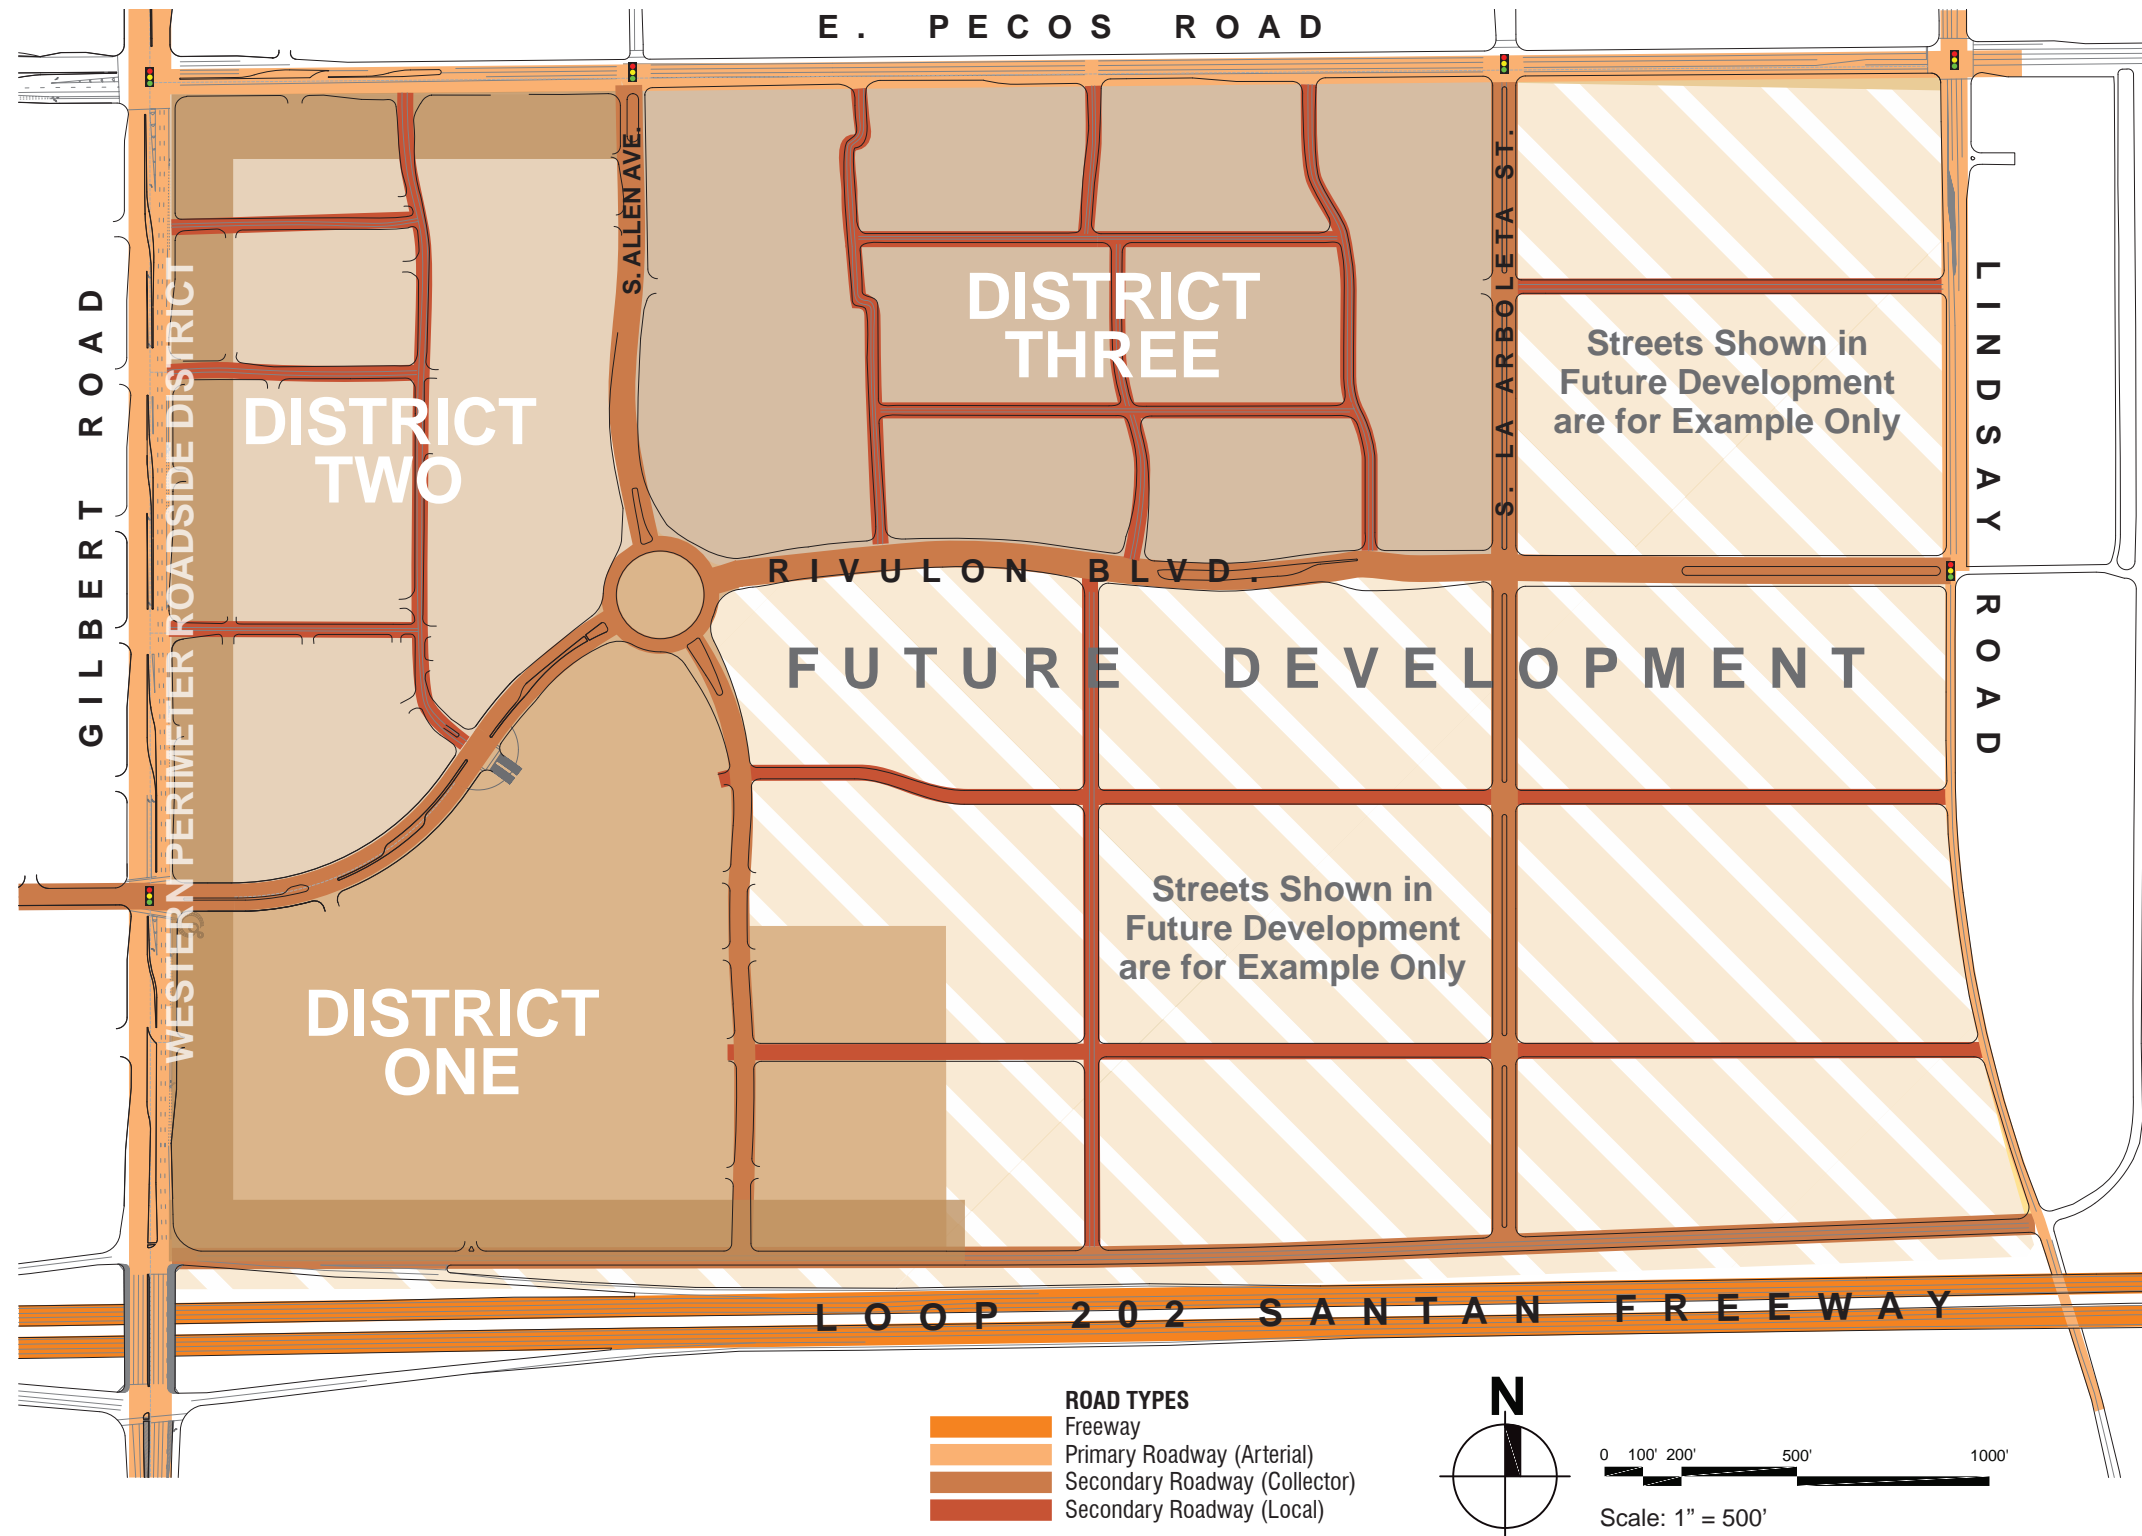 E. PECOS ROAD
S. ALLEN AVE.
S. LA ARBOLETA ST.
GILBERT ROAD
WESTERN PERIMETER ROADSIDE DISTRICT
LINDSAY ROAD
DISTRICT
THREE
Streets Shown in
Future Development
are for Example Only
DISTRICT
TWO
RIVULON BLVD.
FUTURE DEVELOPMENT
Streets Shown in
Future Development
are for Example Only
DISTRICT
ONE
LOOP 202 SANTAN FREEWAY
ROAD TYPES
Freeway
Primary Roadway (Arterial)
Secondary Roadway (Collector)
Secondary Roadway (Local)
N
0 100' 200' 500' 1000'
Scale: 1” = 500’